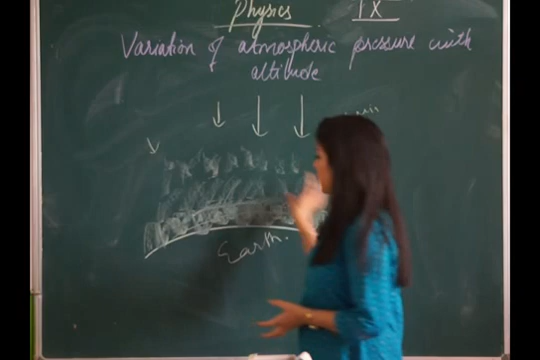 Physics IX
Variation of atmospheric pressure with
altitude
Earth.